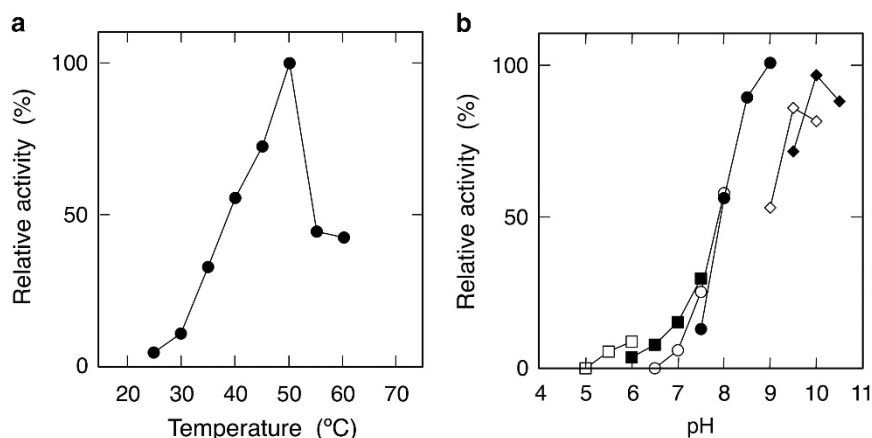 a
100
50
0
Relative activity (%)
20 30 40 50 60 70
Temperature (ºC)
b
100
50
0
Relative activity (%)
4 5 6 7 8 9 10 11
pH